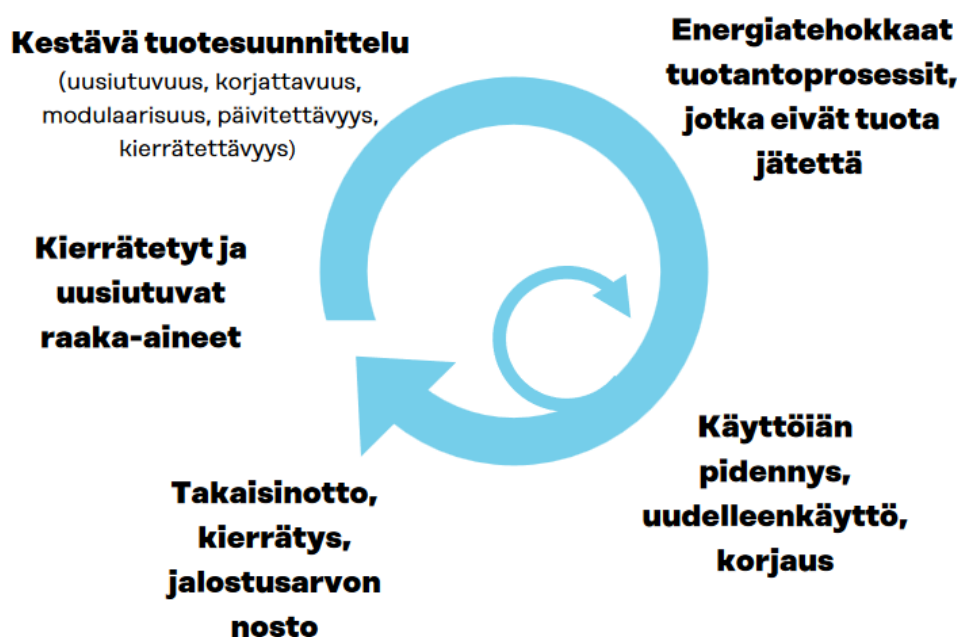 Kestävä tuotesuunnittelu
(uusiutuvuus, korjattavuus,
modulaarisuus, päivitettävyys,
kierrätettävyys)
Energiatehokkaat
tuotantoprosessit,
jotka eivät tuota
jätettä
Kierrätetyt ja
uusiutuvat
raaka-aineet
Käyttöiän
pidennys,
uudelleenkäyttö,
korjaus
Takaisinotto,
kierrätys,
jalostusarvon
nosto